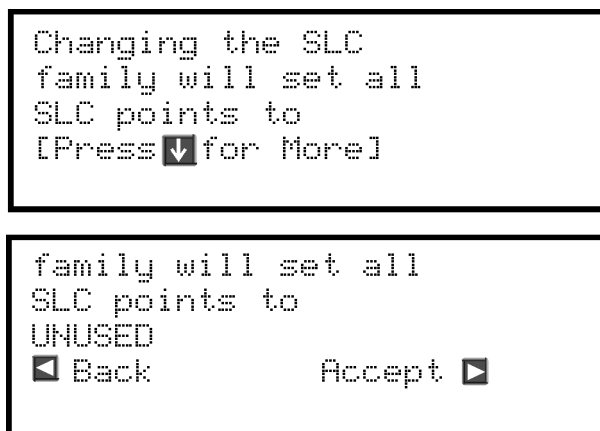 Changing the SLC
family will set all
SLC points to
[Press ↓ for More]
family will set all
SLC points to
UNUSED
◄ Back Accept ►